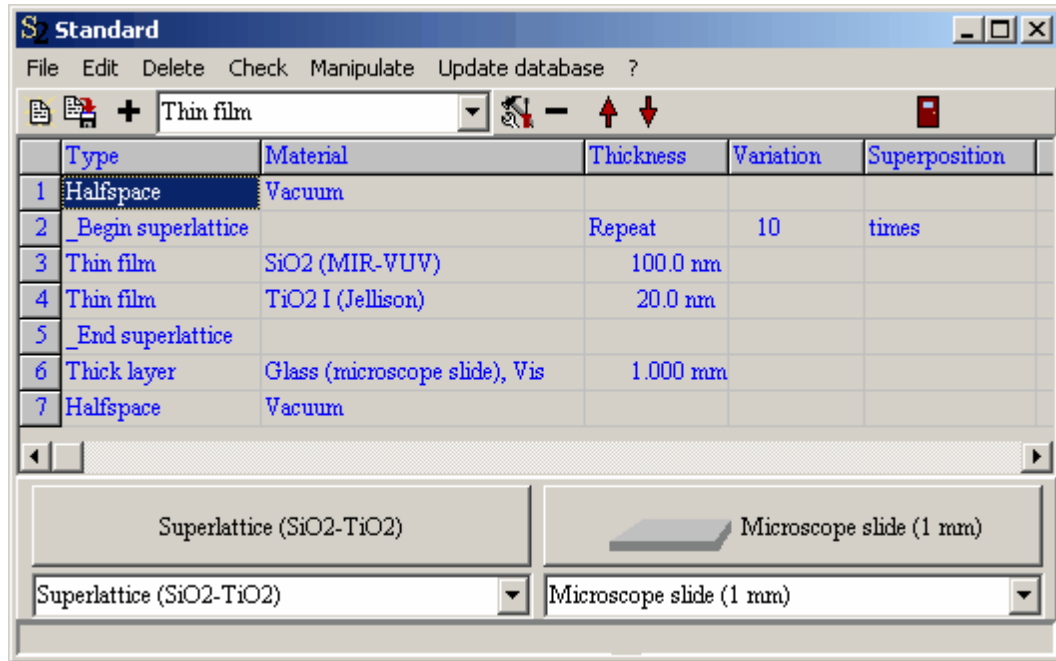 S2 Standard
File Edit Delete Check Manipulate Update database ?
Thin film
Type Material Thickness Variation Superposition
1 Halfspace Vacuum
2 _Begin superlattice Repeat 10 times
3 Thin film SiO2 (MIR-VUV) 100.0 nm
4 Thin film TiO2 I (Jellison) 20.0 nm
5 _End superlattice
6 Thick layer Glass (microscope slide), Vis 1.000 mm
7 Halfspace Vacuum
Superlattice (SiO2-TiO2) Microscope slide (1 mm)
Superlattice (SiO2-TiO2) Microscope slide (1 mm)